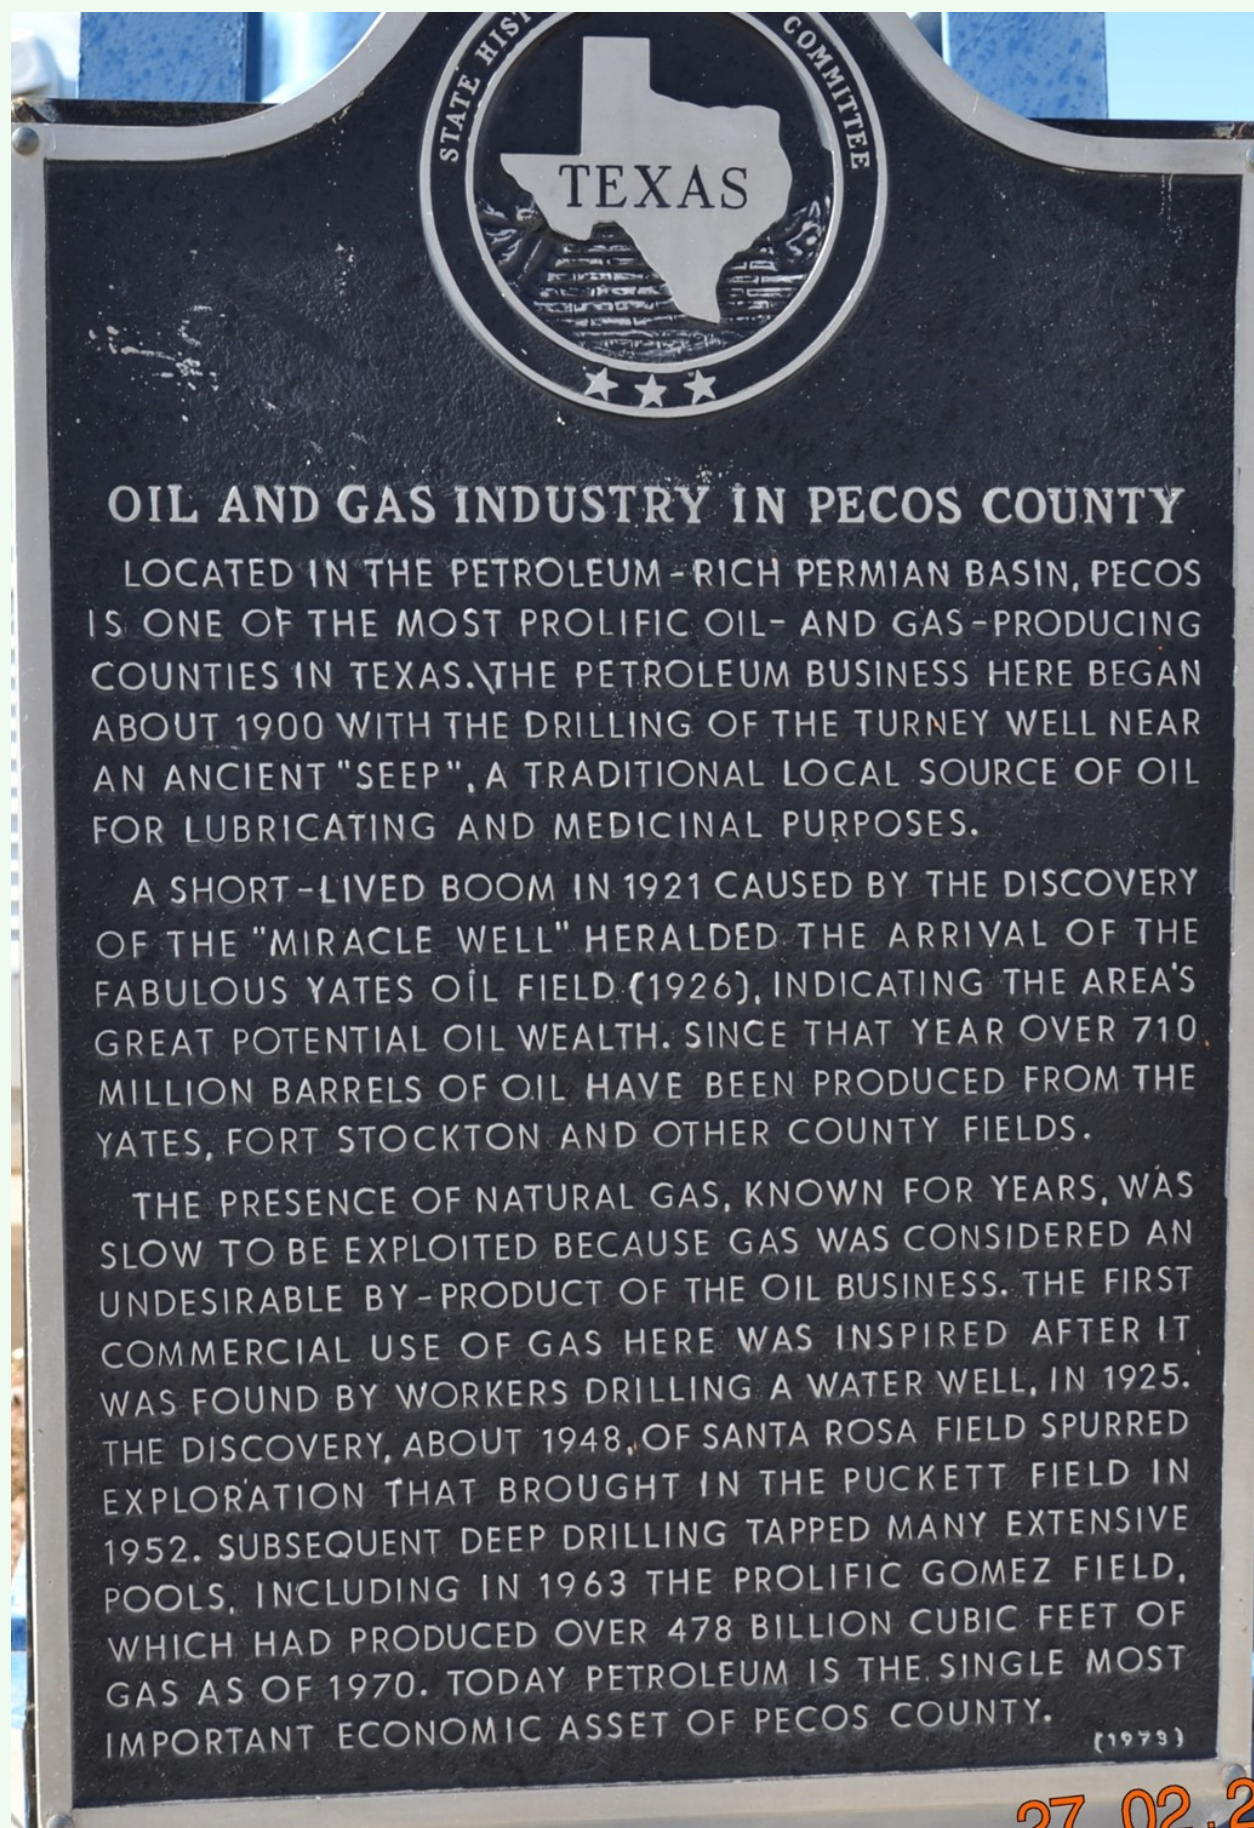 STATE HIST
COMMITTEE
TEXAS
OIL AND GAS INDUSTRY IN PECOS COUNTY
LOCATED IN THE PETROLEUM-RICH PERMIAN BASIN, PECOS
IS ONE OF THE MOST PROLIFIC OIL- AND GAS-PRODUCING
COUNTIES IN TEXAS.\THE PETROLEUM BUSINESS HERE BEGAN
ABOUT 1900 WITH THE DRILLING OF THE TURNEY WELL NEAR
AN ANCIENT "SEEP", A TRADITIONAL LOCAL SOURCE OF OIL
FOR LUBRICATING AND MEDICINAL PURPOSES.
A SHORT-LIVED BOOM IN 1921 CAUSED BY THE DISCOVERY
OF THE "MIRACLE WELL" HERALDED THE ARRIVAL OF THE
FABULOUS YATES OIL FIELD (1926), INDICATING THE AREA'S
GREAT POTENTIAL OIL WEALTH. SINCE THAT YEAR OVER 710
MILLION BARRELS OF OIL HAVE BEEN PRODUCED FROM THE
YATES, FORT STOCKTON AND OTHER COUNTY FIELDS.
THE PRESENCE OF NATURAL GAS, KNOWN FOR YEARS, WAS
SLOW TO BE EXPLOITED BECAUSE GAS WAS CONSIDERED AN
UNDESIRABLE BY-PRODUCT OF THE OIL BUSINESS. THE FIRST
COMMERCIAL USE OF GAS HERE WAS INSPIRED AFTER IT
WAS FOUND BY WORKERS DRILLING A WATER WELL, IN 1925.
THE DISCOVERY, ABOUT 1948, OF SANTA ROSA FIELD SPURRED
EXPLORATION THAT BROUGHT IN THE PUCKETT FIELD IN
1952. SUBSEQUENT DEEP DRILLING TAPPED MANY EXTENSIVE
POOLS, INCLUDING IN 1963 THE PROLIFIC GOMEZ FIELD,
WHICH HAD PRODUCED OVER 478 BILLION CUBIC FEET OF
GAS AS OF 1970. TODAY PETROLEUM IS THE SINGLE MOST
IMPORTANT ECONOMIC ASSET OF PECOS COUNTY.
(1973)
27.02.2